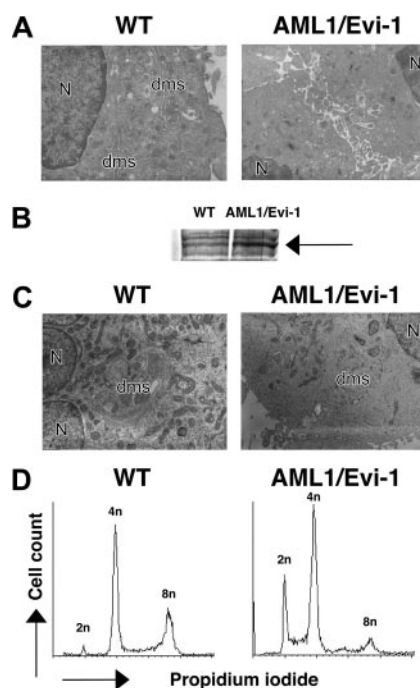 A
WT
AML1/Evi-1
N
dms
dms
N
N
B
WT AML1/Evi-1
C
WT
AML1/Evi-1
N
N
dms
N
dms
D
WT
AML1/Evi-1
Cell count
2n
4n
8n
2n
4n
8n
Propidium iodide